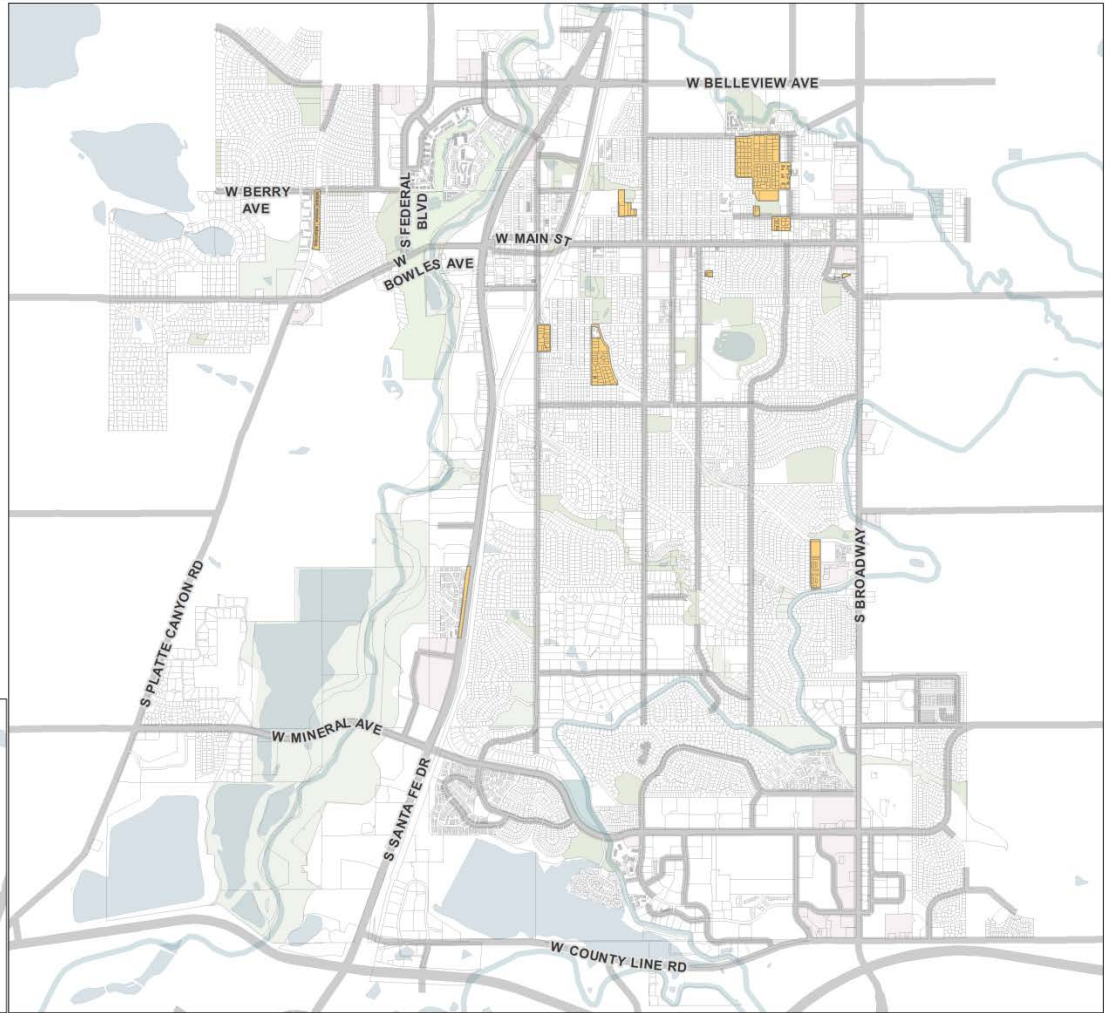 W BELLEVIEW AVE
W BERRY
AVE
S FEDERAL
BLVD
W MAIN ST
W
BOWLES AVE
S BROADWAY
S PLATTE CANYON RD
W MINERAL AVE
S SANTA FE DR
W COUNTY LINE RD